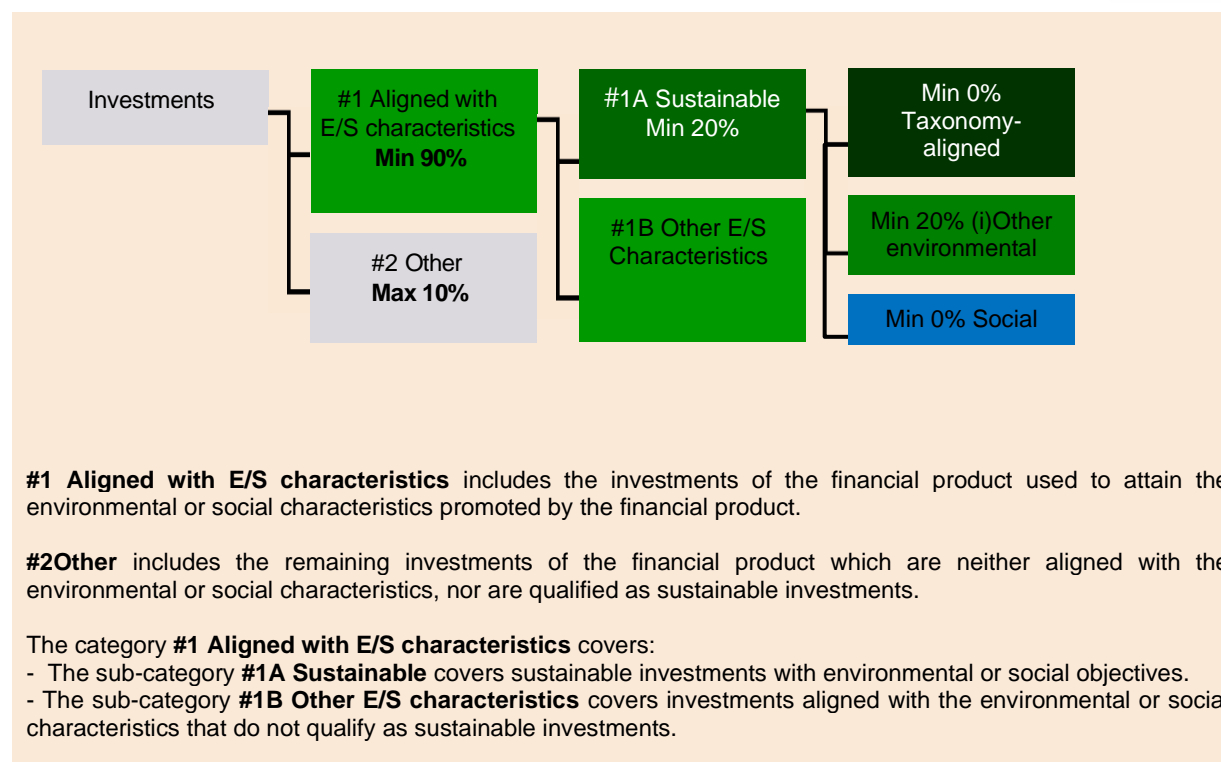 Investments
#1 Aligned with
E/S characteristics
Min 90%
#2 Other
Max 10%
#1A Sustainable
Min 20%
#1B Other E/S
Characteristics
Min 0%
Taxonomy-
aligned
Min 20% (i)Other
environmental
Min 0% Social
#1 Aligned with E/S characteristics includes the investments of the financial product used to attain the
environmental or social characteristics promoted by the financial product.
#2Other includes the remaining investments of the financial product which are neither aligned with the
environmental or social characteristics, nor are qualified as sustainable investments.
The category #1 Aligned with E/S characteristics covers:
- The sub-category #1A Sustainable covers sustainable investments with environmental or social objectives.
- The sub-category #1B Other E/S characteristics covers investments aligned with the environmental or social
characteristics that do not qualify as sustainable investments.